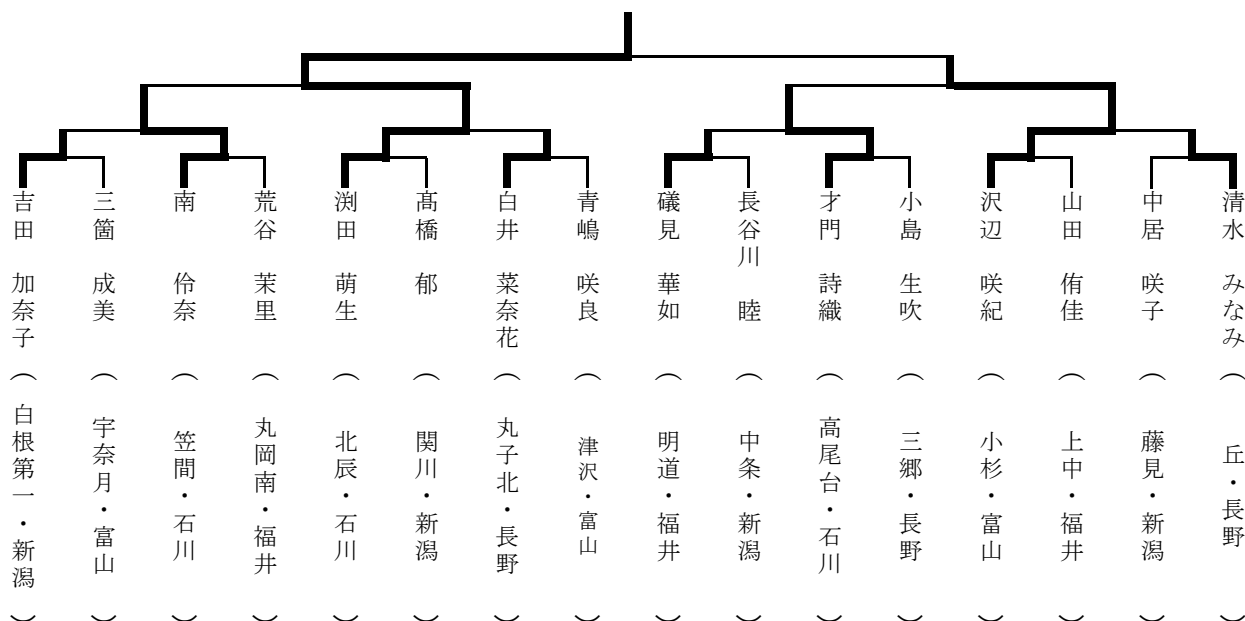 吉田 加奈子（白根第一・新潟）
三箇 成美（宇奈月・富山）
南 伶奈（笠間・石川）
荒谷 茉里（丸岡南・福井）
渕田 萌生（北辰・石川）
髙橋 郁（関川・新潟）
白井 菜奈花（丸子北・長野）
青嶋 咲良（津沢・富山）
礒見 華如（明道・福井）
長谷川 睦（中条・新潟）
才門 詩織（高尾台・石川）
小島 生吹（三郷・長野）
沢辺 咲紀（小杉・富山）
山田 侑佳（上中・福井）
中居 咲子（藤見・新潟）
清水 みなみ（丘・長野）